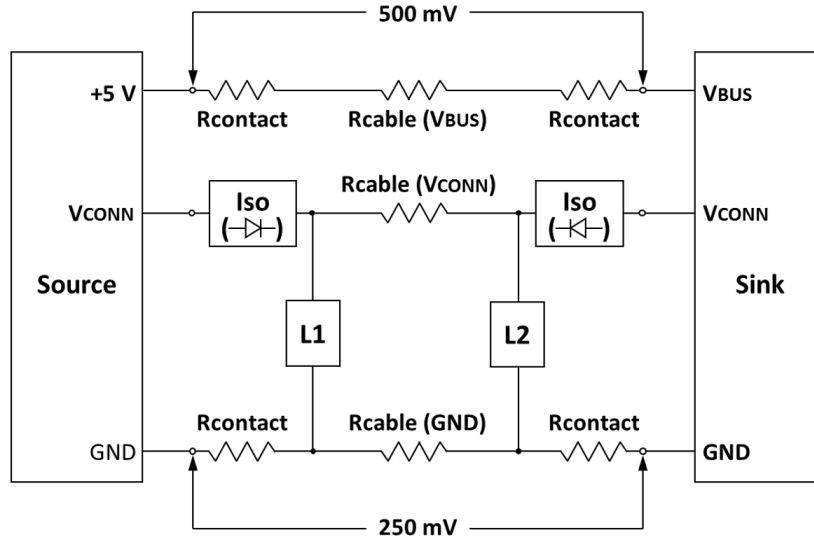 500 mV
+5 V
VBUS
Rcontact
Rcable (VBUS)
Rcontact
Rcable (VCONN)
VCONN
Iso
( )
Iso
( )
VCONN
Source
Sink
L1
L2
Rcontact
Rcable (GND)
Rcontact
GND
GND
250 mV